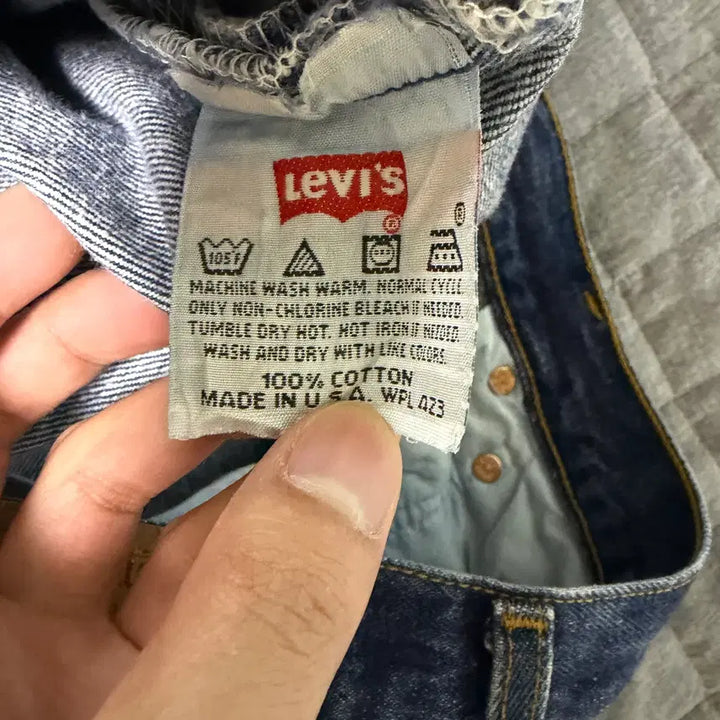 LEVI'S
®
®
105F
MACHINE WASH WARM. NORMAL CYCLE
ONLY NON-CHLORINE BLEACH IF NEEDED.
TUMBLE DRY HOT. HOT IRON IF NEEDED.
WASH AND DRY WITH LIKE COLORS.
100% COTTON
MADE IN U.S.A. WPL 423